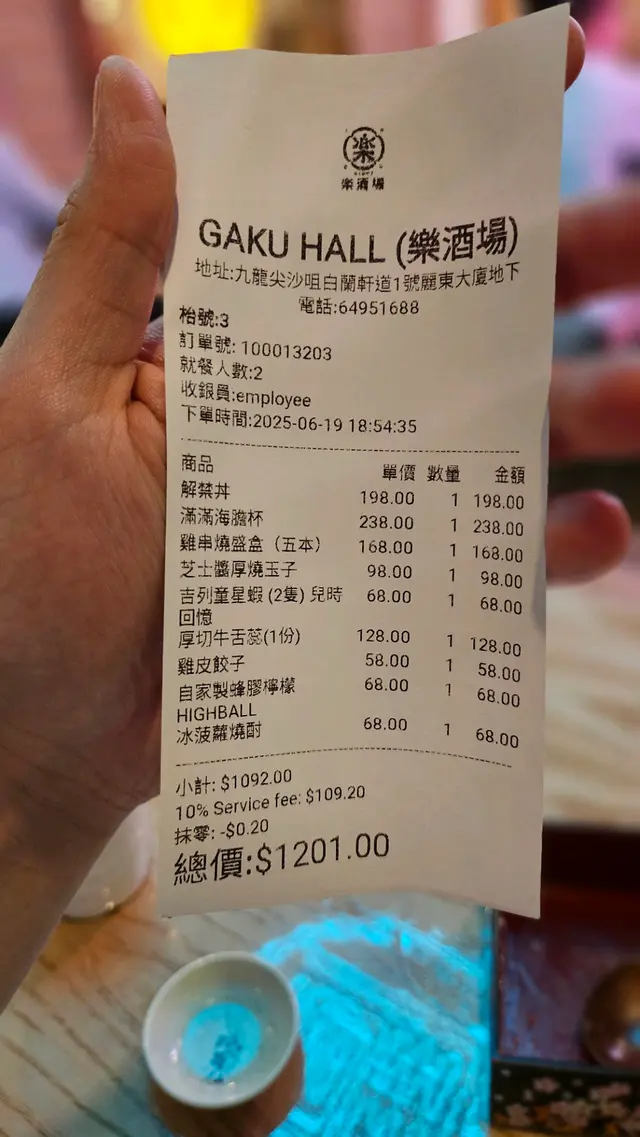 樂
樂酒場
GAKU HALL (樂酒場)
地址:九龍尖沙咀白蘭軒道1號麗東大廈地下
電話:64951688
枱號:3
訂單號: 100013203
就餐人數:2
收銀員:employee
下單時間:2025-06-19 18:54:35
商品 單價 數量 金額
解禁丼 198.00 1 198.00
滿滿海膽杯 238.00 1 238.00
雞串燒盛盒（五本） 168.00 1 168.00
芝士醬厚燒玉子 98.00 1 98.00
吉列童星蝦 (2隻) 兒時 68.00 1 68.00
回憶
厚切牛舌蕊(1份) 128.00 1 128.00
雞皮餃子 58.00 1 58.00
自家製蜂膠檸檬 68.00 1 68.00
HIGHBALL
冰菠蘿燒酎 68.00 1 68.00
小計: $1092.00
10% Service fee: $109.20
抹零: -$0.20
總價:$1201.00